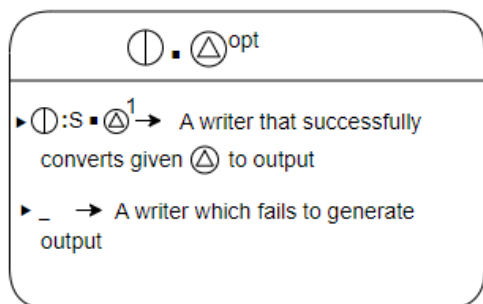 ⦶ ▪ ◬opt
▸⦶:S ▪ ◬1→ A writer that successfully
converts given ◬ to output
▸ _ → A writer which fails to generate
output